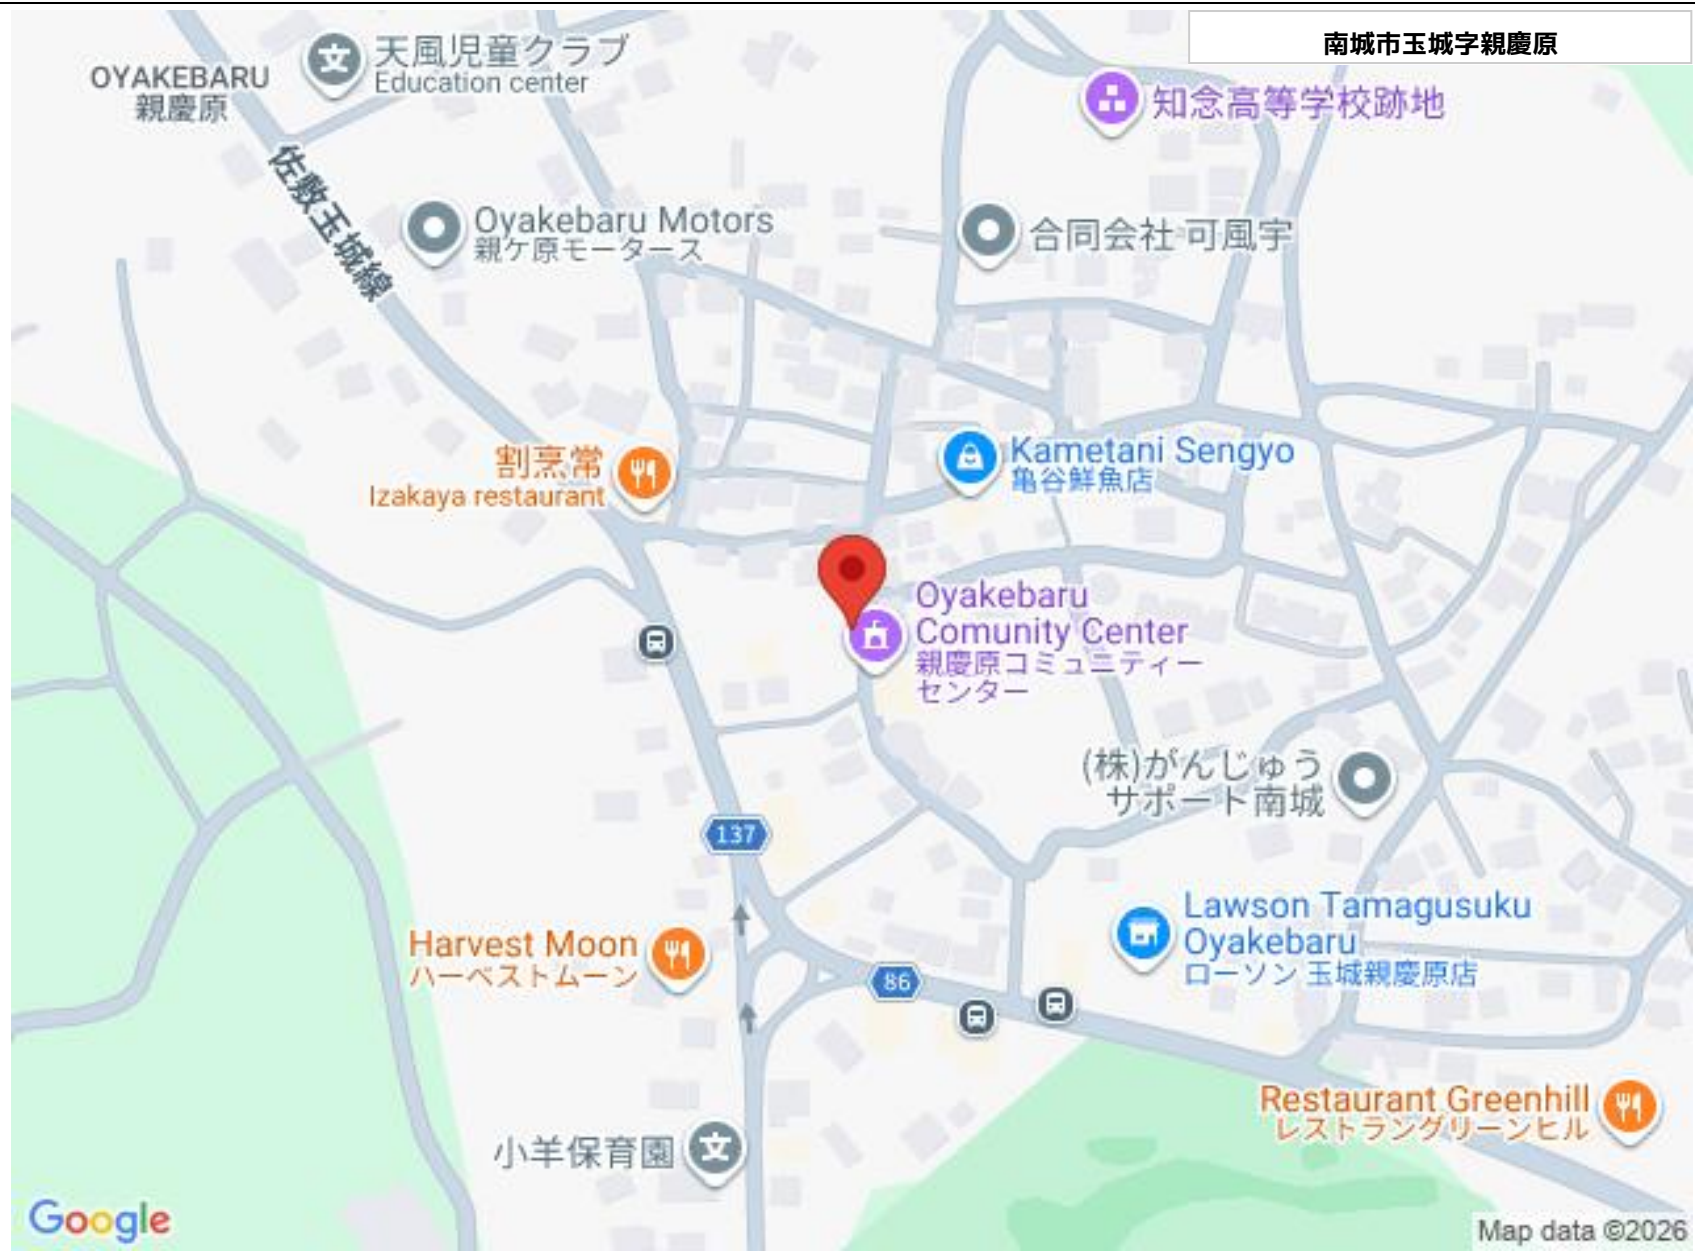 南城市玉城字親慶原
天風児童クラブ
Education center
OYAKEBARU
親慶原
知念高等学校跡地
佐敷玉城線
Oyakebaru Motors
親ケ原モータース
合同会社 可風宇
割烹常
Izakaya restaurant
Kametani Sengyo
亀谷鮮魚店
Oyakebaru
Comunity Center
親慶原コミュニティー
センター
(株)がんじゅう
サポート南城
137
Harvest Moon
ハーベストムーン
86
Lawson Tamagusuku
Oyakebaru
ローソン 玉城親慶原店
Restaurant Greenhill
レストラングリーンヒル
小羊保育園
Google
Map data ©2026